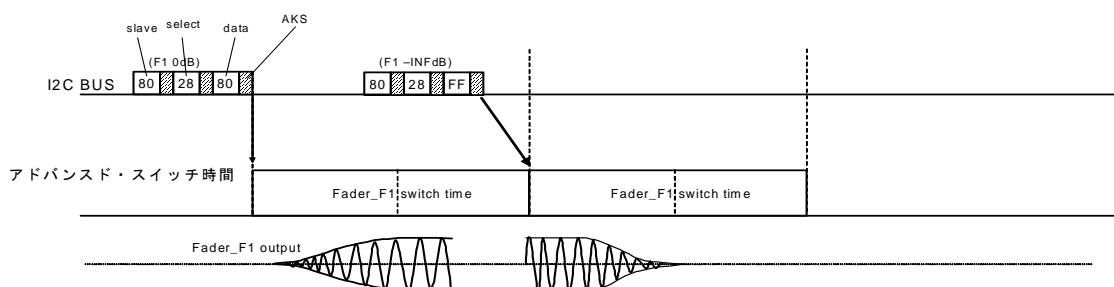 slave select data AKS
(F1 0dB) (F1 –INFdB)
I2C BUS 80 28 80 80 28 FF
アドバンスド・スイッチ時間
Fader_F1 switch time Fader_F1 switch time
Fader_F1 output